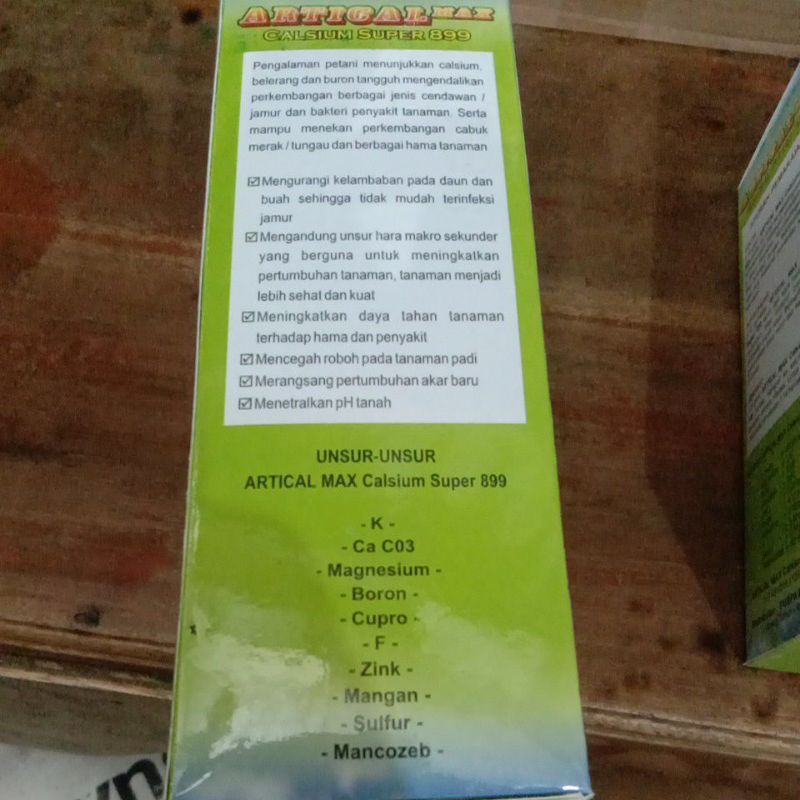 ARTICAL MAX
CALSIUM SUPER 899
Pengalaman petani menunjukkan calsium,
belerang dan buron tangguh mengendalikan
perkembangan berbagai jenis cendawan /
jamur dan bakteri penyakit tanaman. Serta
mampu menekan perkembangan cabuk
merak / tungau dan berbagai hama tanaman
☑ Mengurangi kelambaban pada daun dan
buah sehingga tidak mudah terinfeksi
jamur
☑ Mengandung unsur hara makro sekunder
yang berguna untuk meningkatkan
pertumbuhan tanaman, tanaman menjadi
lebih sehat dan kuat
☑ Meningkatkan daya tahan tanaman
terhadap hama dan penyakit
☑ Mencegah roboh pada tanaman padi
☑ Merangsang pertumbuhan akar baru
☑ Menetralkan pH tanah
UNSUR-UNSUR
ARTICAL MAX Calsium Super 899
- K -
- Ca C03
- Magnesium -
- Boron -
- Cupro -
- F -
- Zink -
- Mangan -
- Sulfur -
- Mancozeb -